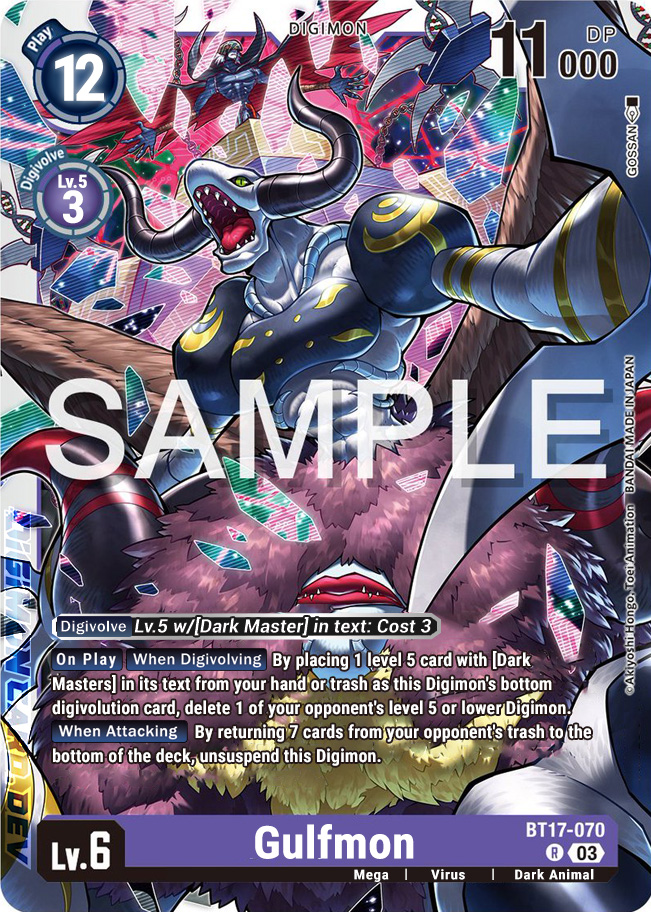 DIGIMON
Play
12
DP
11000
GOSSAN
Digivolve
Lv.5
3
SAMPLE
BANDAI MADE IN JAPAN
©Akiyoshi Hongo, Toei Animation
Digivolve Lv.5 w/[Dark Master] in text: Cost 3
On Play When Digivolving By placing 1 level 5 card with [Dark
Masters] in its text from your hand or trash as this Digimon's bottom
digivolution card, delete 1 of your opponent's level 5 or lower Digimon.
When Attacking By returning 7 cards from your opponent's trash to the
bottom of the deck, unsuspend this Digimon.
DIGIMONCARD.DEV
BT17-070
Gulfmon
R 03
Lv.6
Mega | Virus | Dark Animal